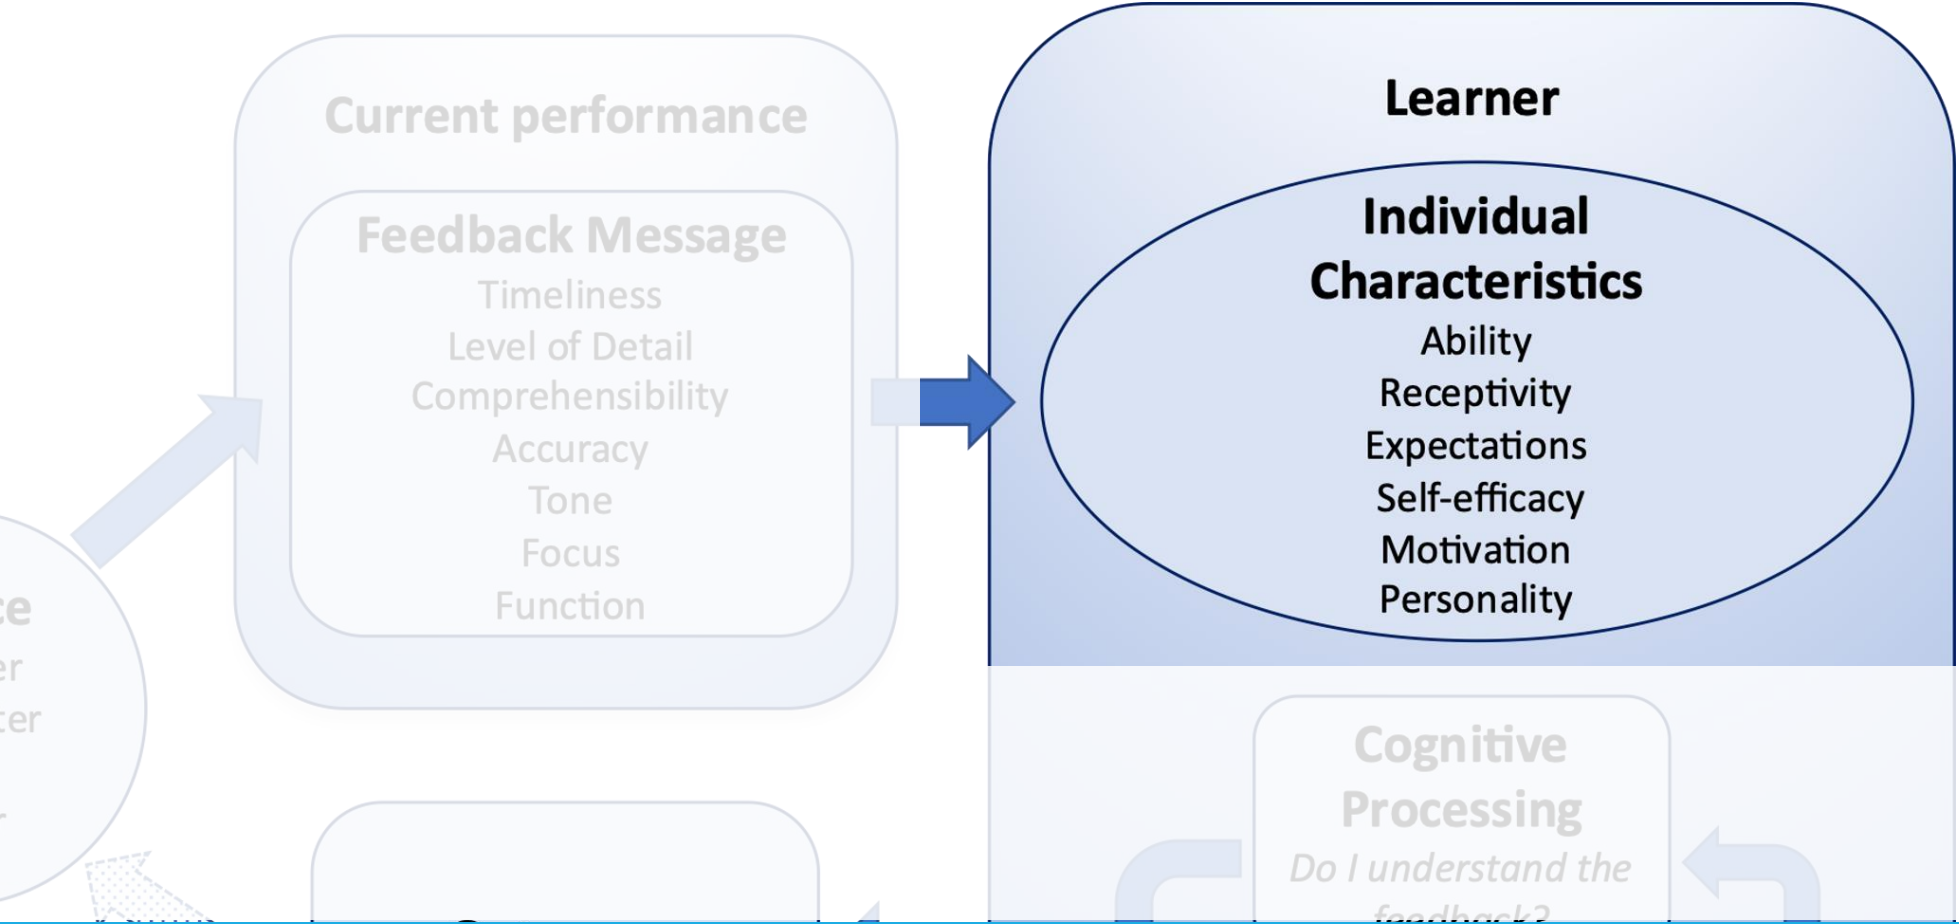 Current performance
Feedback Message
Timeliness
Level of Detail
Comprehensibility
Accuracy
Tone
Focus
Function
Learner
Individual
Characteristics
Ability
Receptivity
Expectations
Self-efficacy
Motivation
Personality
Cognitive
Processing
Do I understand the
feedback?